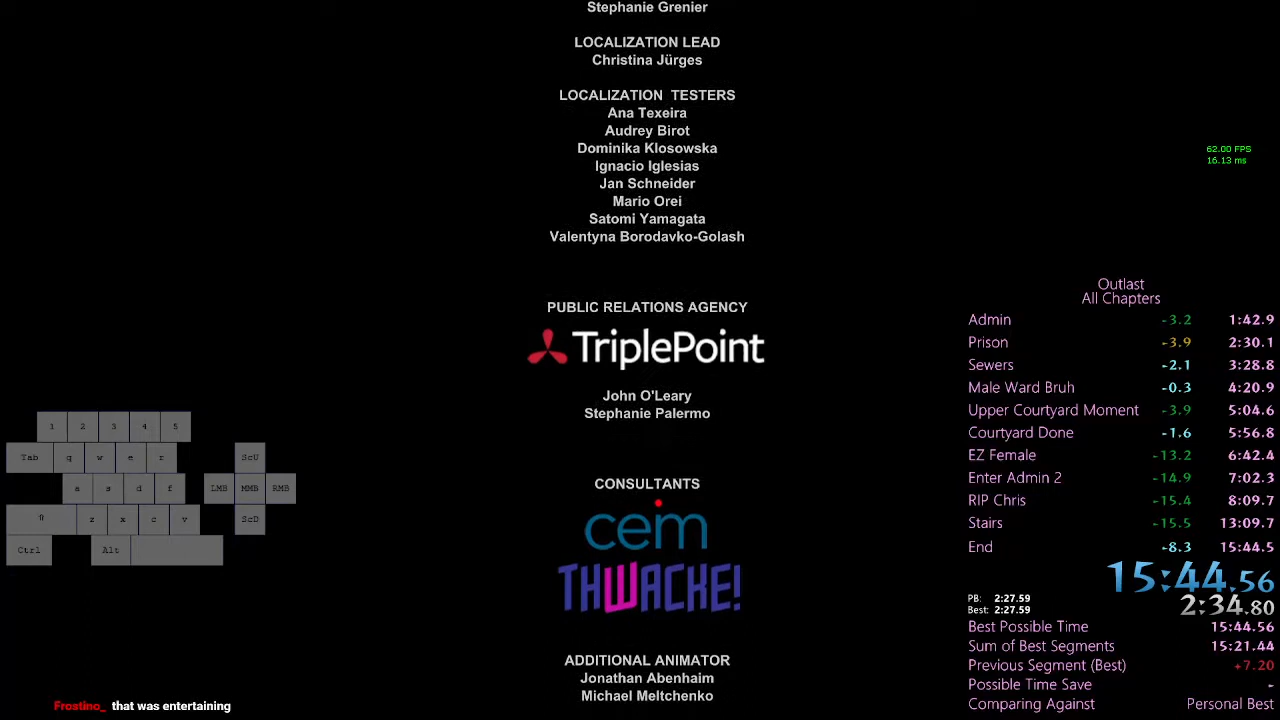 Stephanie Grenier
LOCALIZATION LEAD
Christina Jürges
LOCALIZATION TESTERS
Ana Texeira
Audrey Birot
Dominika Klosowska
Ignacio Iglesias
Jan Schneider
Mario Orei
Satomi Yamagata
Valentyna Borodavko-Golash
PUBLIC RELATIONS AGENCY
TriplePoint
John O'Leary
Stephanie Palermo
CONSULTANTS
cem
THWACKE!
ADDITIONAL ANIMATOR
Jonathan Abenhaim
Michael Meltchenko
62.00 FPS
16.13 ms
Outlast
All Chapters
Admin -3.2 1:42.9
Prison -3.9 2:30.1
Sewers -2.1 3:28.8
Male Ward Bruh -0.3 4:20.9
Upper Courtyard Moment -3.9 5:04.6
Courtyard Done -1.6 5:56.8
EZ Female -13.2 6:42.4
Enter Admin 2 -14.9 7:02.3
RIP Chris -15.4 8:09.7
Stairs -15.5 13:09.7
End -8.3 15:44.5
15:44.56
PB: 2:27.59
Best: 2:27.59
2:34.80
Best Possible Time 15:44.56
Sum of Best Segments 15:21.44
Previous Segment (Best) +7.20
Possible Time Save -
Comparing Against Personal Best
1 2 3 4 5
Tab q w e r ScU
a s d f LMB MMB RMB
⇧ z x c v ScD
Ctrl Alt
Frostino_ that was entertaining